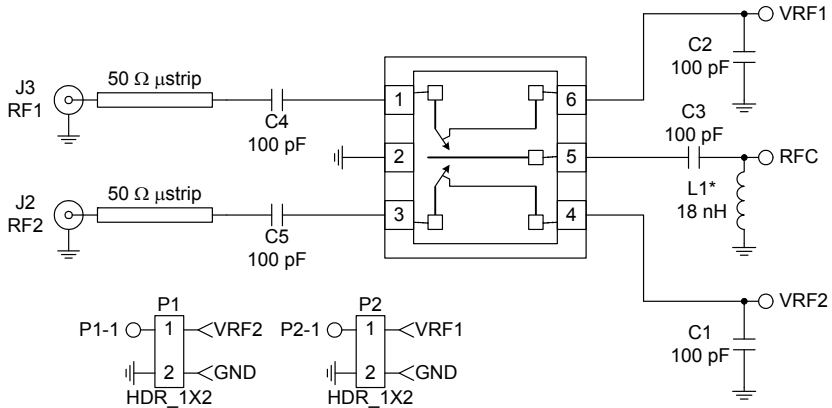 VRF1
C2
100 pF
J3
RF1
50 Ω μstrip
C4
100 pF
1
6
C3
100 pF
2
5
RFC
L1*
18 nH
J2
RF2
50 Ω μstrip
C5
100 pF
3
4
VRF2
C1
100 pF
P1
P1-1
1
VRF2
2
GND
HDR_1X2
P2
P2-1
1
VRF1
2
GND
HDR_1X2